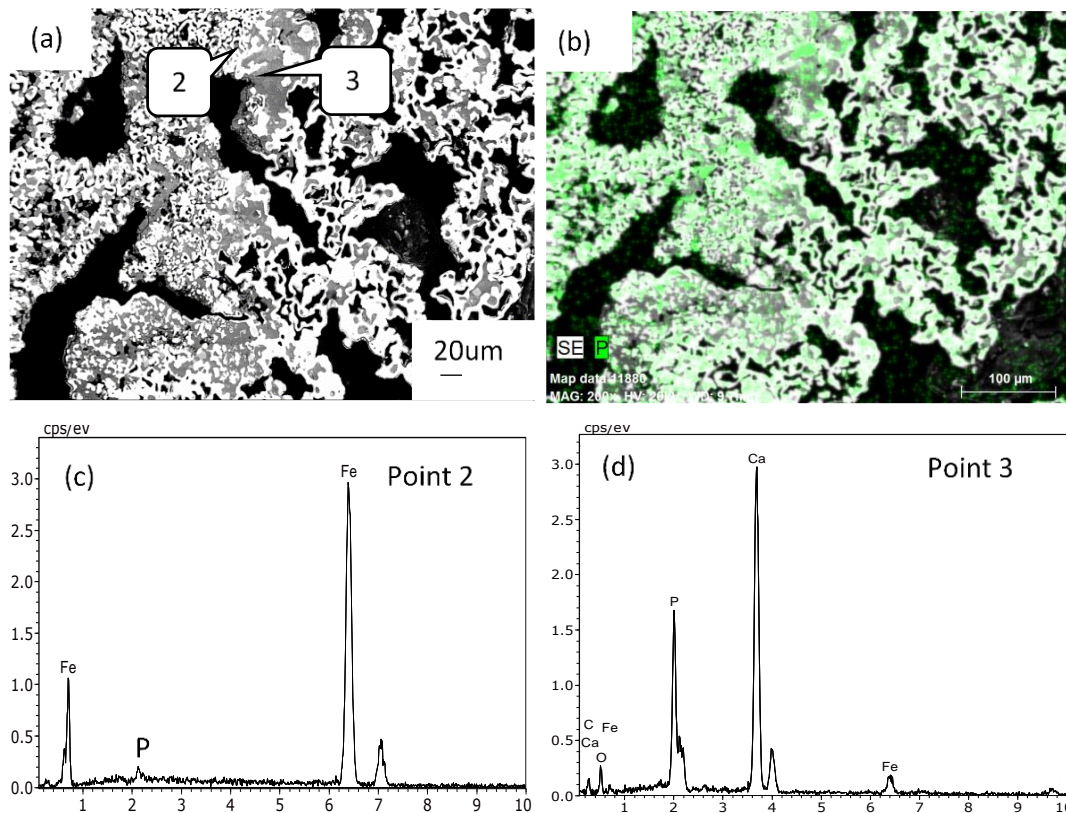 (a)
2
3
20um
(b)
SE P
Map data 11880
100 µm
cps/ev
(c)
Point 2
Fe
Fe
P
3.0
2.5
2.0
1.5
1.0
0.5
0.0
1 2 3 4 5 6 7 8 9 10
cps/ev
(d)
Point 3
Ca
P
C
Fe
Ca
O
Fe
3.0
2.5
2.0
1.5
1.0
0.5
0.0
1 2 3 4 5 6 7 8 9